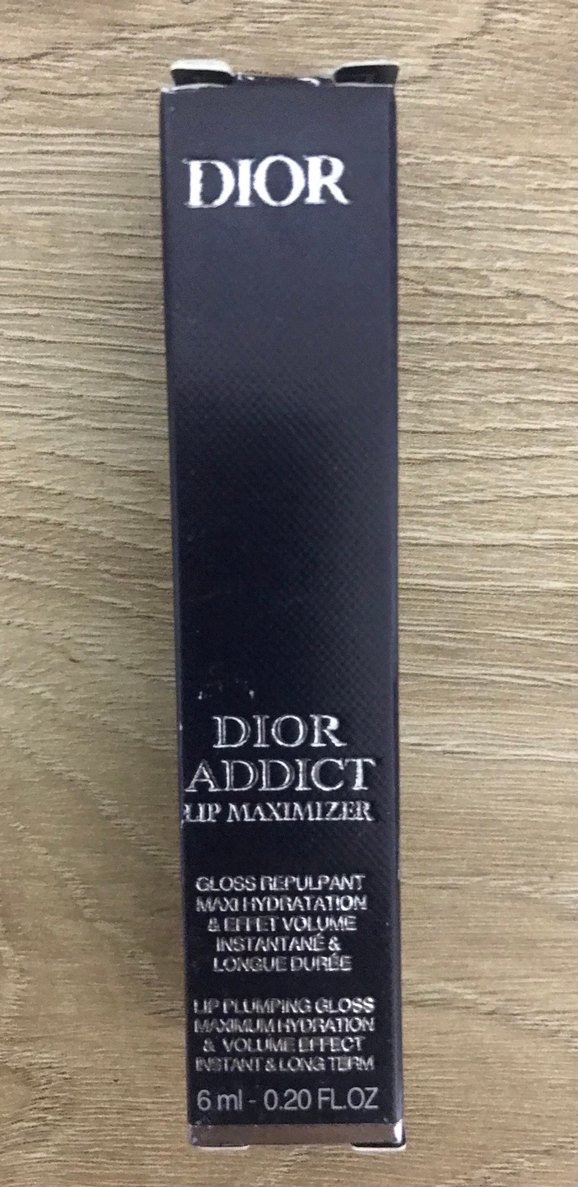 DIOR
DIOR
ADDICT
LIP MAXIMIZER
GLOSS REPULPANT
MAXI HYDRATATION
& EFFET VOLUME
INSTANTANÉ &
LONGUE DURÉE
LIP PLUMPING GLOSS
MAXIMUM HYDRATION
& VOLUME EFFECT
INSTANT & LONG TERM
6 ml - 0.20 FL.OZ